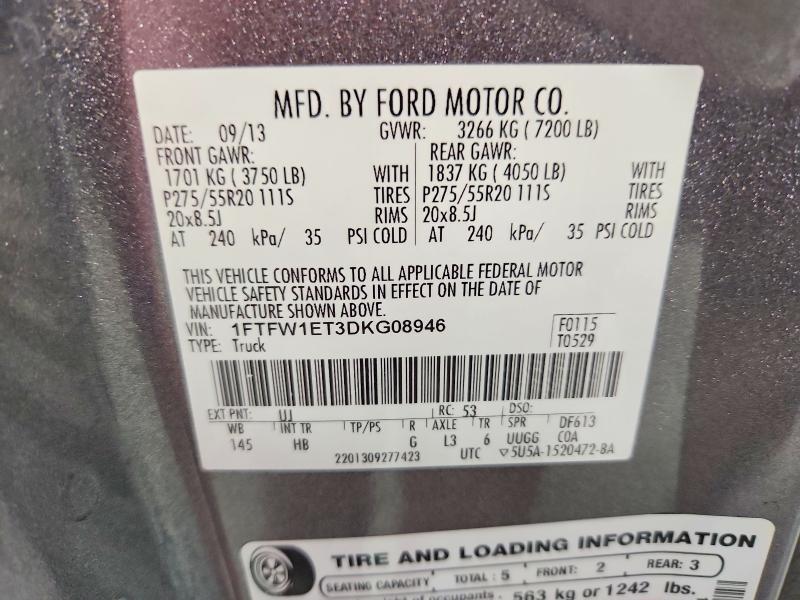 MFD. BY FORD MOTOR CO.
DATE: 09/13 GVWR: 3266 KG ( 7200 LB)
FRONT GAWR: REAR GAWR:
1701 KG ( 3750 LB) WITH 1837 KG ( 4050 LB) WITH
P275/55R20 111S TIRES P275/55R20 111S TIRES
20x8.5J RIMS 20x8.5J RIMS
AT 240 kPa/ 35 PSI COLD AT 240 kPa/ 35 PSI COLD
THIS VEHICLE CONFORMS TO ALL APPLICABLE FEDERAL MOTOR
VEHICLE SAFETY STANDARDS IN EFFECT ON THE DATE OF
MANUFACTURE SHOWN ABOVE.
VIN: 1FTFW1ET3DKG08946 F0115
TYPE: Truck T0529
EXT PNT: UJ RC: 53 DSO:
WB INT TR TP/PS R AXLE TR SPR DF613
145 HB G L3 6 UUGG COA
2201309277423 UTC ▽5U5A-1520472-BA
TIRE AND LOADING INFORMATION
SEATING CAPACITY TOTAL : 5 FRONT: 2 REAR: 3
of occupants 563 kg or 1242 lbs.